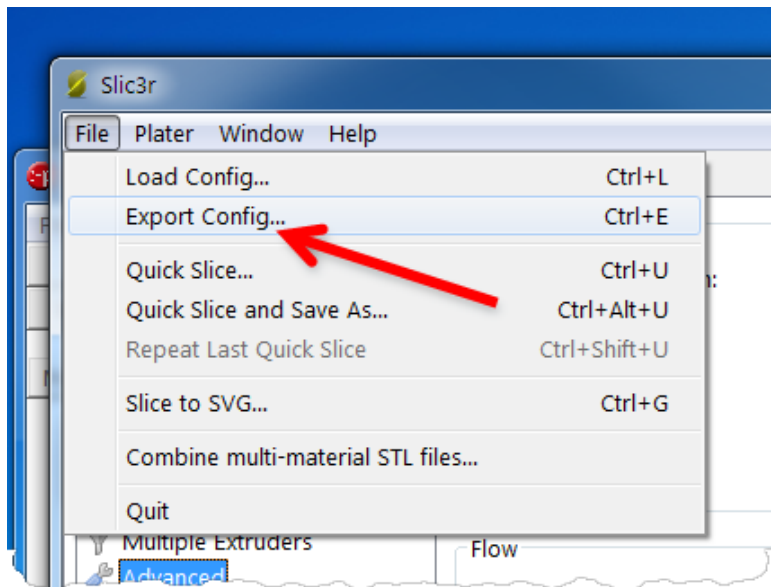 Slic3r
File Plater Window Help
Load Config... Ctrl+L
Export Config... Ctrl+E
Quick Slice... Ctrl+U
Quick Slice and Save As... Ctrl+Alt+U
Repeat Last Quick Slice Ctrl+Shift+U
Slice to SVG... Ctrl+G
Combine multi-material STL files...
Quit
Multiple Extruders
Flow
Advanced